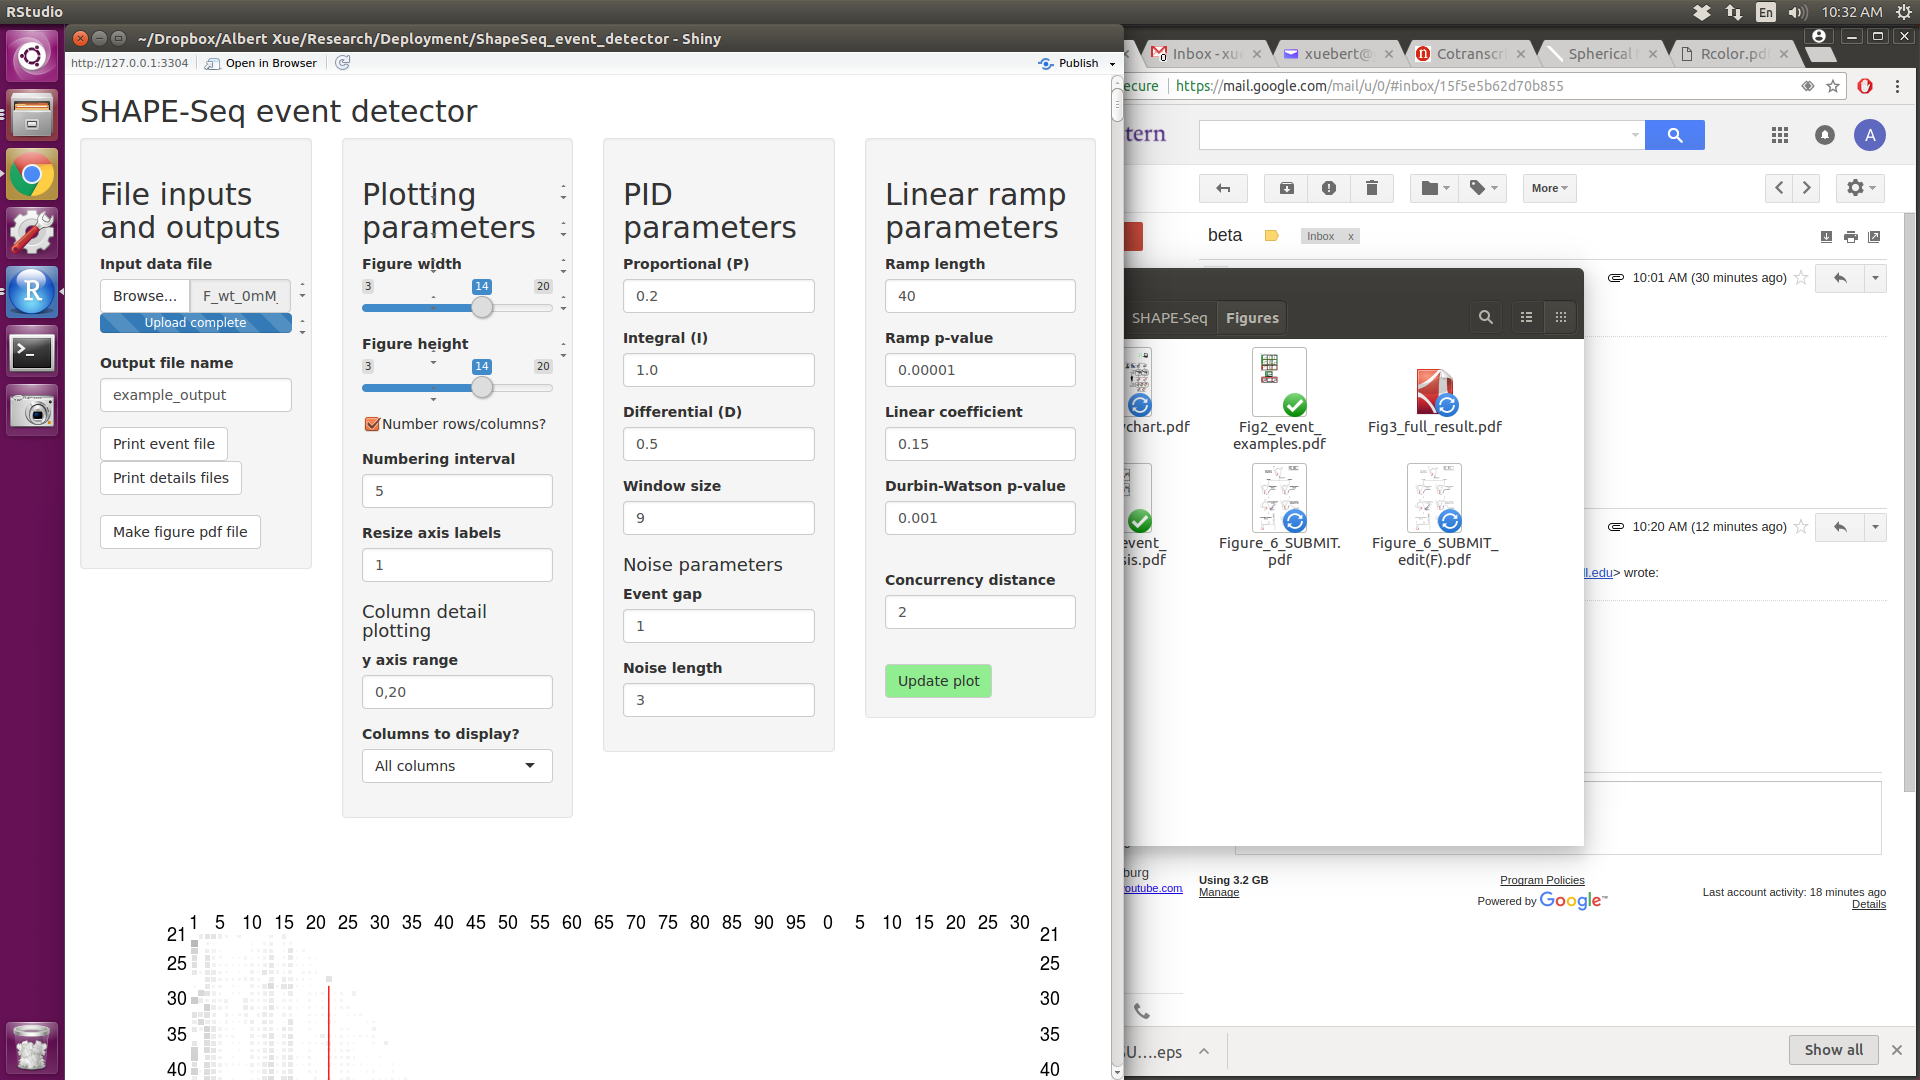 RStudio
En
10:32 AM
~/Dropbox/Albert Xue/Research/Deployment/ShapeSeq_event_detector - Shiny
http://127.0.0.1:3304
Open in Browser
Publish
SHAPE-Seq event detector
File inputs
and outputs
Input data file
Browse...
F_wt_0mM
Upload complete
Output file name
example_output
Print event file
Print details files
Make figure pdf file
Plotting
parameters
Figure width
3
14
20
Figure height
3
14
20
Number rows/columns?
Numbering interval
5
Resize axis labels
1
Column detail
plotting
y axis range
0,20
Columns to display?
All columns
PID
parameters
Proportional (P)
0.2
Integral (I)
1.0
Differential (D)
0.5
Window size
9
Noise parameters
Event gap
1
Noise length
3
Linear ramp
parameters
Ramp length
40
Ramp p-value
0.00001
Linear coefficient
0.15
Durbin-Watson p-value
0.001
Concurrency distance
2
Update plot
1 5 10 15 20 25 30 35 40 45 50 55 60 65 70 75 80 85 90 95 0 5 10 15 20 25 30
21 21
25 25
30 30
35 35
40 40
Inbox - xu
xuebert@
Cotranscri
Spherical
Rcolor.pd
ecure
https://mail.google.com/mail/u/0/#inbox/15f5e5b62d70b855
tern
A
More
beta
Inbox x
10:01 AM (30 minutes ago)
SHAPE-Seq
Figures
chart.pdf
Fig2_event_
examples.pdf
Fig3_full_result.pdf
event_
sis.pdf
Figure_6_SUBMIT.
pdf
Figure_6_SUBMIT_
edit(F).pdf
10:20 AM (12 minutes ago)
ll.edu> wrote:
burg
outube.com
Using 3.2 GB
Manage
Program Policies
Powered by Google™
Last account activity: 18 minutes ago
Details
SU....eps
Show all